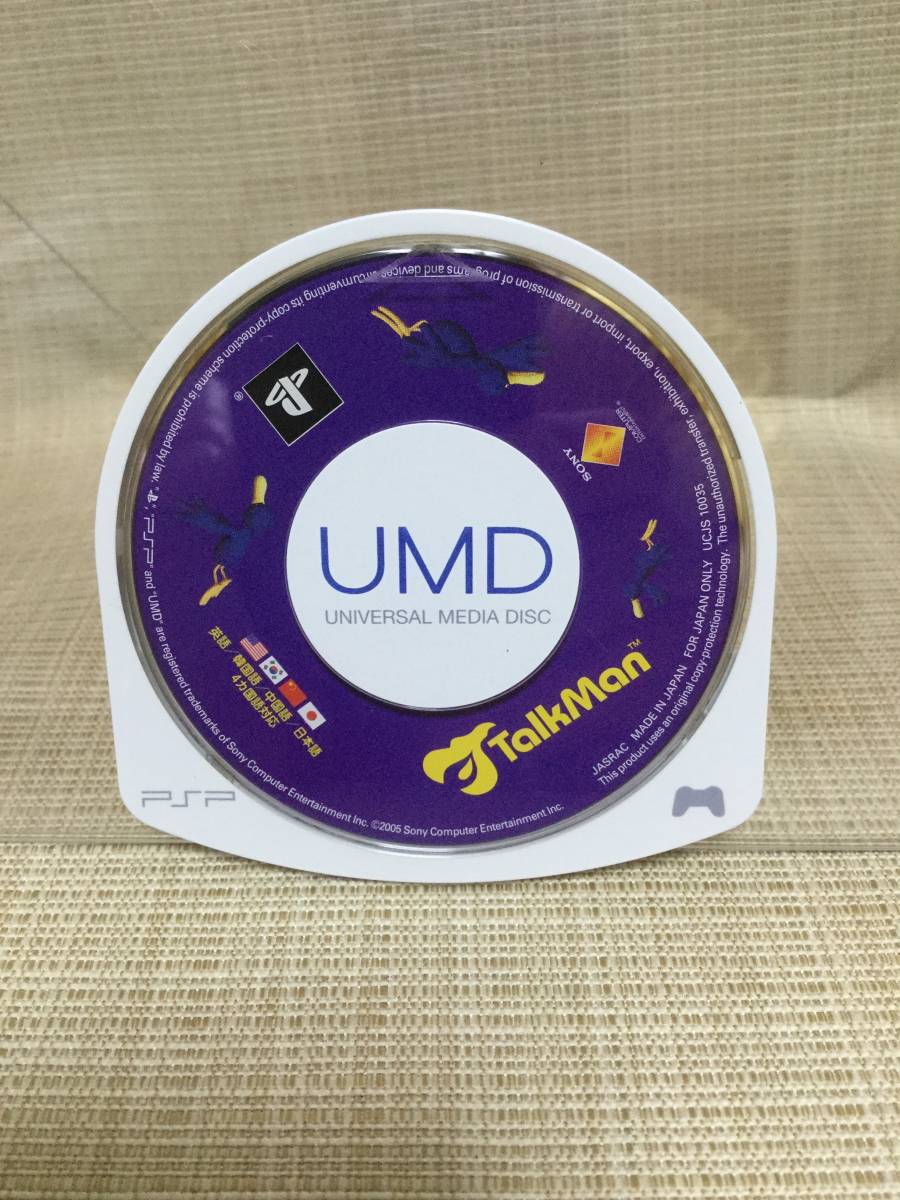 UMD
UNIVERSAL MEDIA DISC
TalkMan™
英語/韓国語/中国語/日本語
4カ国語対応
SONY
COMPUTER
ENTERTAINMENT®
®
PSP
JASRAC MADE IN JAPAN FOR JAPAN ONLY UCJS 10035
This product uses an original copy-protection technology. The unauthorized transfer, exhibition, export, import or transmission of programs and devices circumventing its copy-protection scheme is prohibited by law. " ", "PSP" and "UMD" are registered trademarks of Sony Computer Entertainment Inc. ©2005 Sony Computer Entertainment Inc.